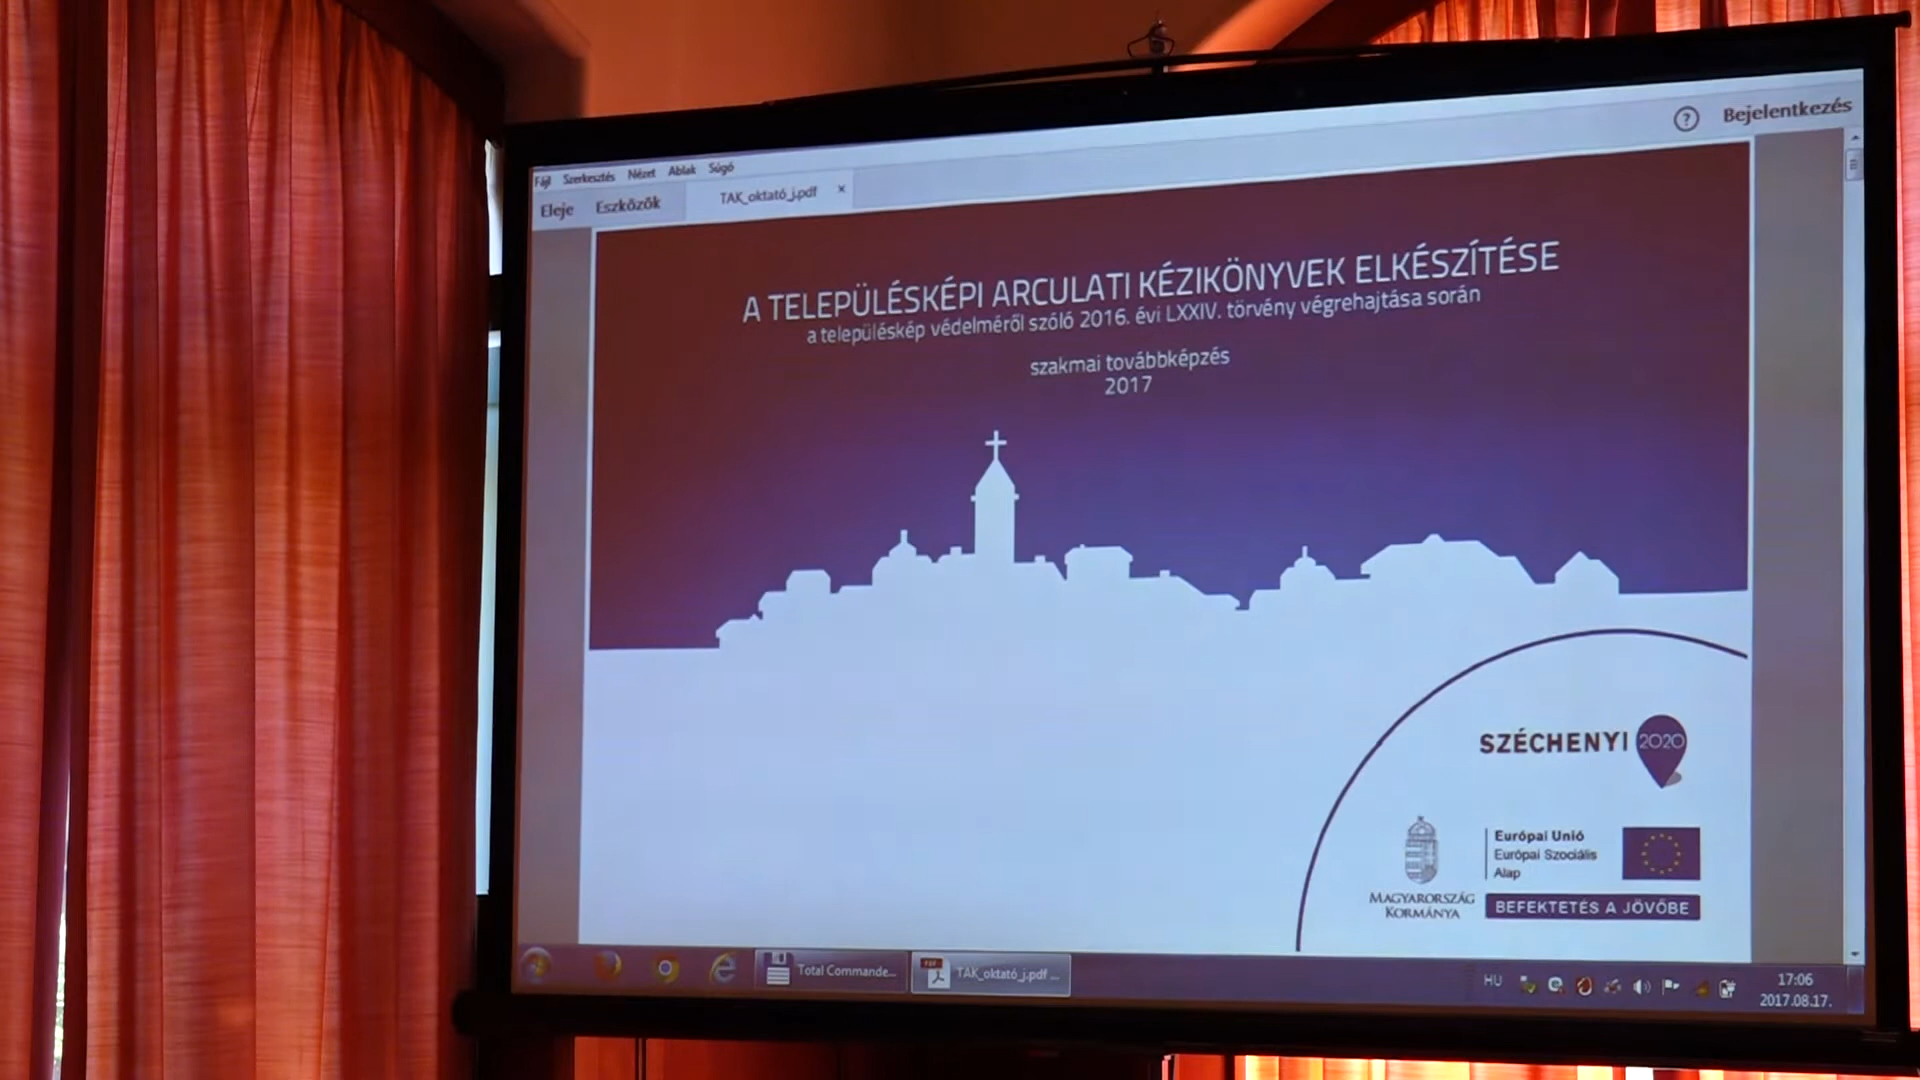 Bejelentkezés
Fájl Szerkesztés Nézet Ablak Súgó
Eleje Eszközök TAK_oktató_j.pdf ×
A TELEPÜLÉSKÉPI ARCULATI KÉZIKÖNYVEK ELKÉSZÍTÉSE
a településkép védelméről szóló 2016. évi LXXIV. törvény végrehajtása során
szakmai továbbképzés
2017
SZÉCHENYI 2020
MAGYARORSZÁG
KORMÁNYA
Európai Unió
Európai Szociális
Alap
BEFEKTETÉS A JÖVŐBE
Total Commande... TAK_oktató_j.pdf ...
HU
17:06
2017.08.17.